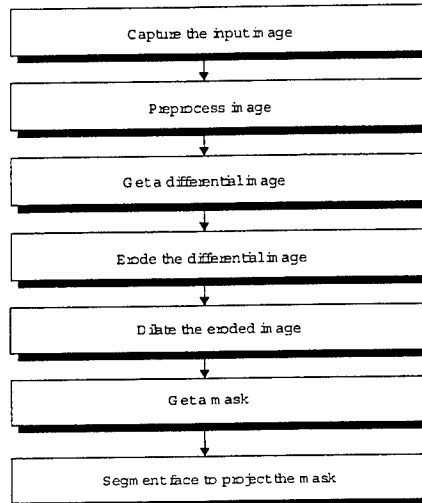 Capture the input image
Preprocess image
Get a differential image
Erode the differential image
Dilate the eroded image
Get a mask
Segment face to project the mask